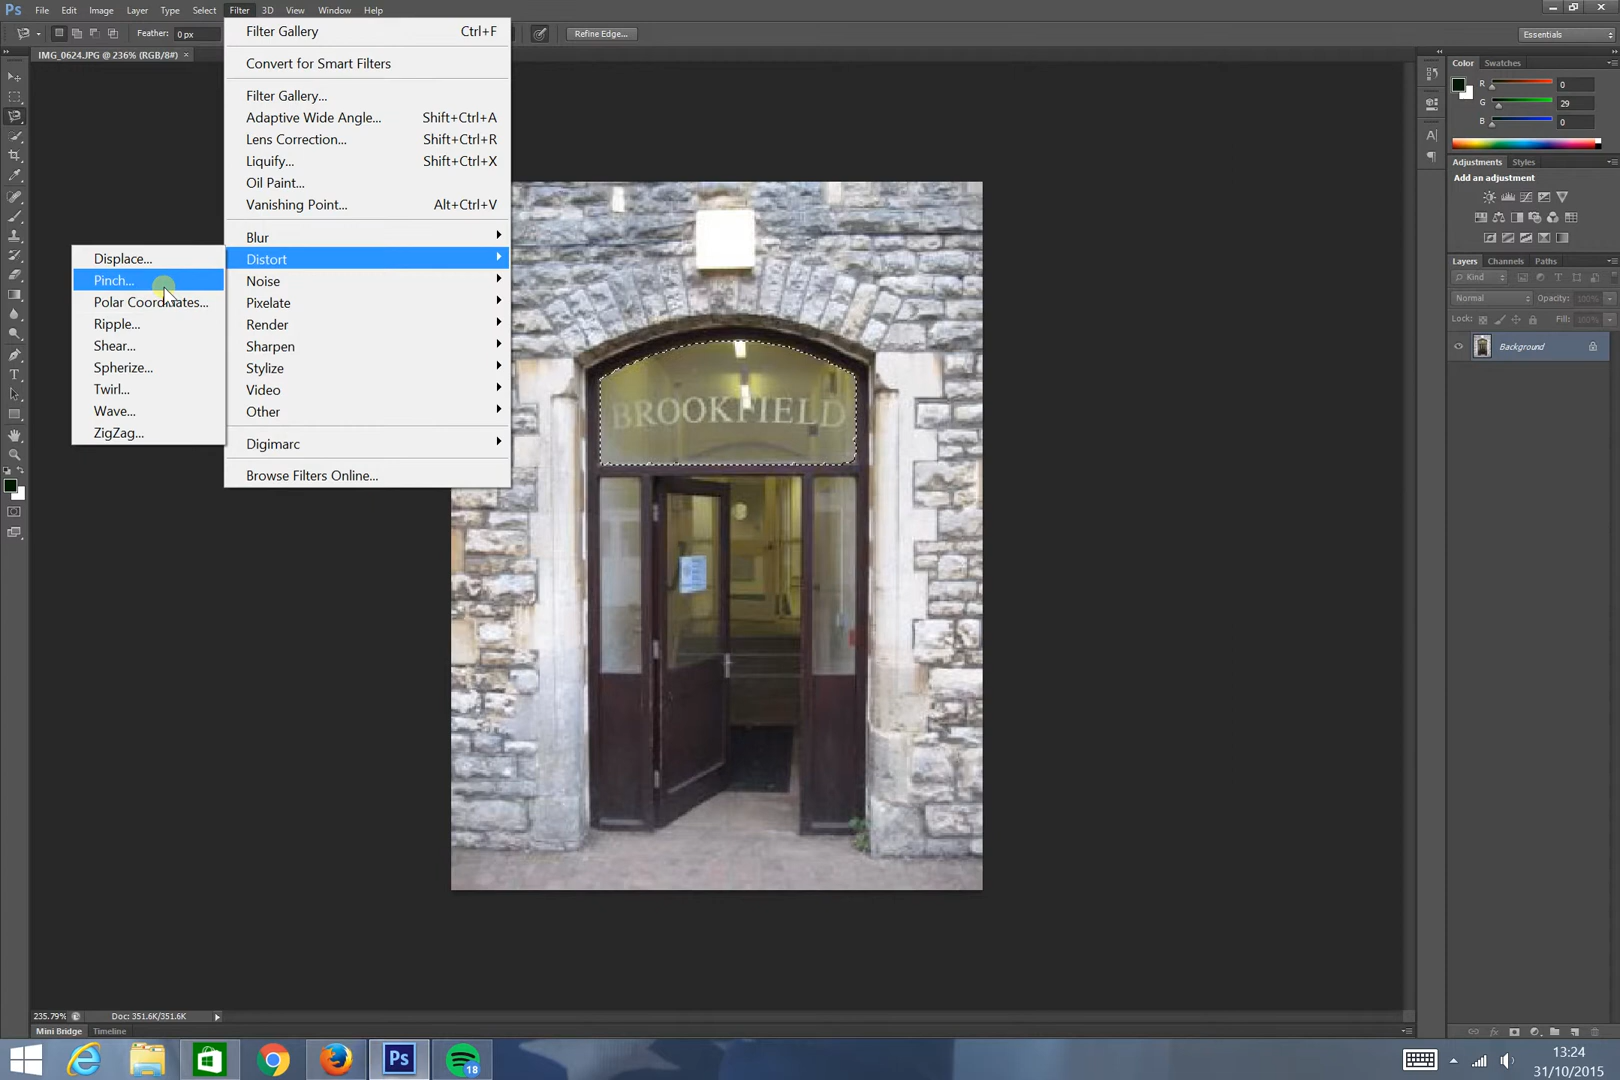 Ps File Edit Image Layer Type Select Filter 3D View Window Help
Feather: 0 px Refine Edge... Essentials
IMG_0624.JPG @ 236% (RGB/8#) ×
Filter Gallery Ctrl+F
Convert for Smart Filters
Filter Gallery...
Adaptive Wide Angle... Shift+Ctrl+A
Lens Correction... Shift+Ctrl+R
Liquify... Shift+Ctrl+X
Oil Paint...
Vanishing Point... Alt+Ctrl+V
Blur
Distort
Noise
Pixelate
Render
Sharpen
Stylize
Video
Other
Digimarc
Browse Filters Online...
Displace...
Pinch...
Polar Coordinates...
Ripple...
Shear...
Spherize...
Twirl...
Wave...
ZigZag...
BROOKFIELD
Color Swatches
R 0
G 29
B 0
Adjustments Styles
Add an adjustment
Layers Channels Paths
Kind
Normal Opacity: 100%
Lock: Fill: 100%
Background
235.79% Doc: 351.6K/351.6K
Mini Bridge Timeline
Ps 18
13:24
31/10/2015